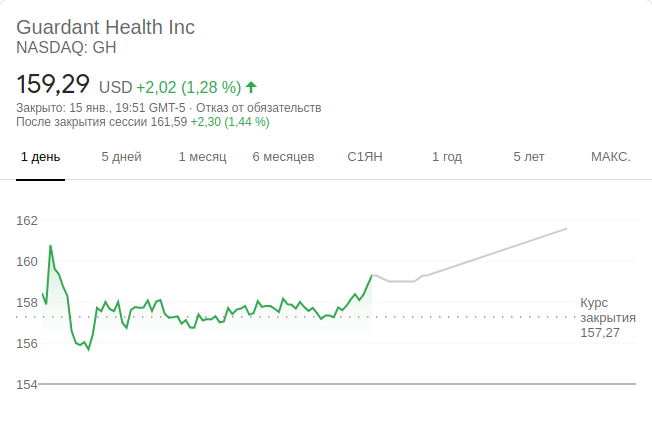 Guardant Health Inc
NASDAQ: GH
159,29 USD +2,02 (1,28 %)
Закрыто: 15 янв., 19:51 GMT-5 · Отказ от обязательств
После закрытия сессии 161,59 +2,30 (1,44 %)
1 день 5 дней 1 месяц 6 месяцев С1ЯН 1 год 5 лет МАКС.
162
160
158
156
154
Курс
закрытия
157,27